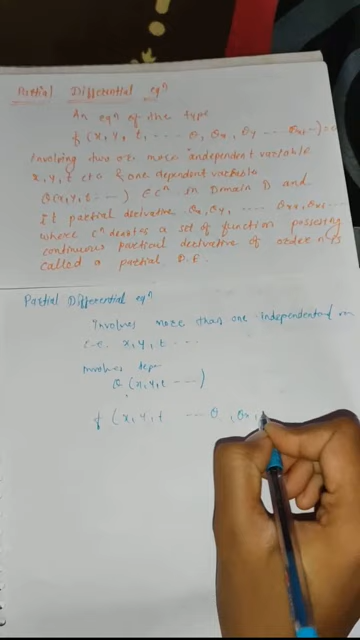 Partial Differential eqⁿ
An eqⁿ of the type
f(x, y, t, ... θ, θx, θy ... θxx, ...) = 0
Involving two or more independent variable
x, y, t etc & one dependent variable
θ(x, y, t ...) ∈ Cⁿ in Domain D and
It partial derivative θx, θy, .... θxx, θxt ....
where Cⁿ denotes a set of function possessing
continuous partial derivative of order n is
called a partial D.E.
Partial Differential eqⁿ
Involves more than one independent
i.e. x, y, t ...
Involves depe
θ (x, y, t ....)
f (x, y, t .... θ, θx,